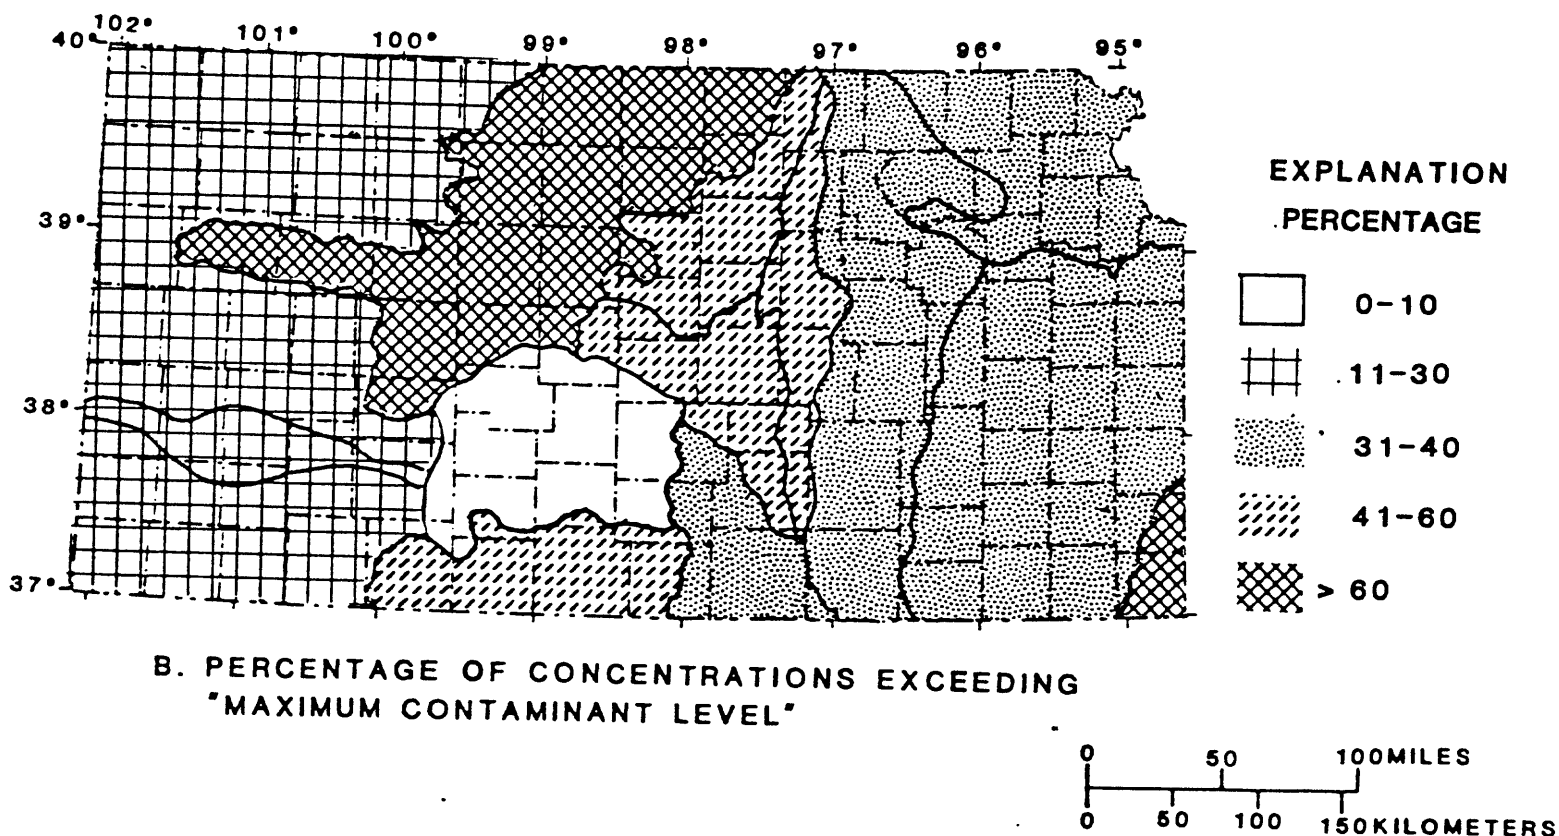 102° 101° 100° 99° 98° 97° 96° 95°
40°
39°
38°
37°
EXPLANATION
PERCENTAGE
0-10
11-30
31-40
41-60
> 60
B. PERCENTAGE OF CONCENTRATIONS EXCEEDING
"MAXIMUM CONTAMINANT LEVEL"
0 50 100 MILES
0 50 100 150 KILOMETERS